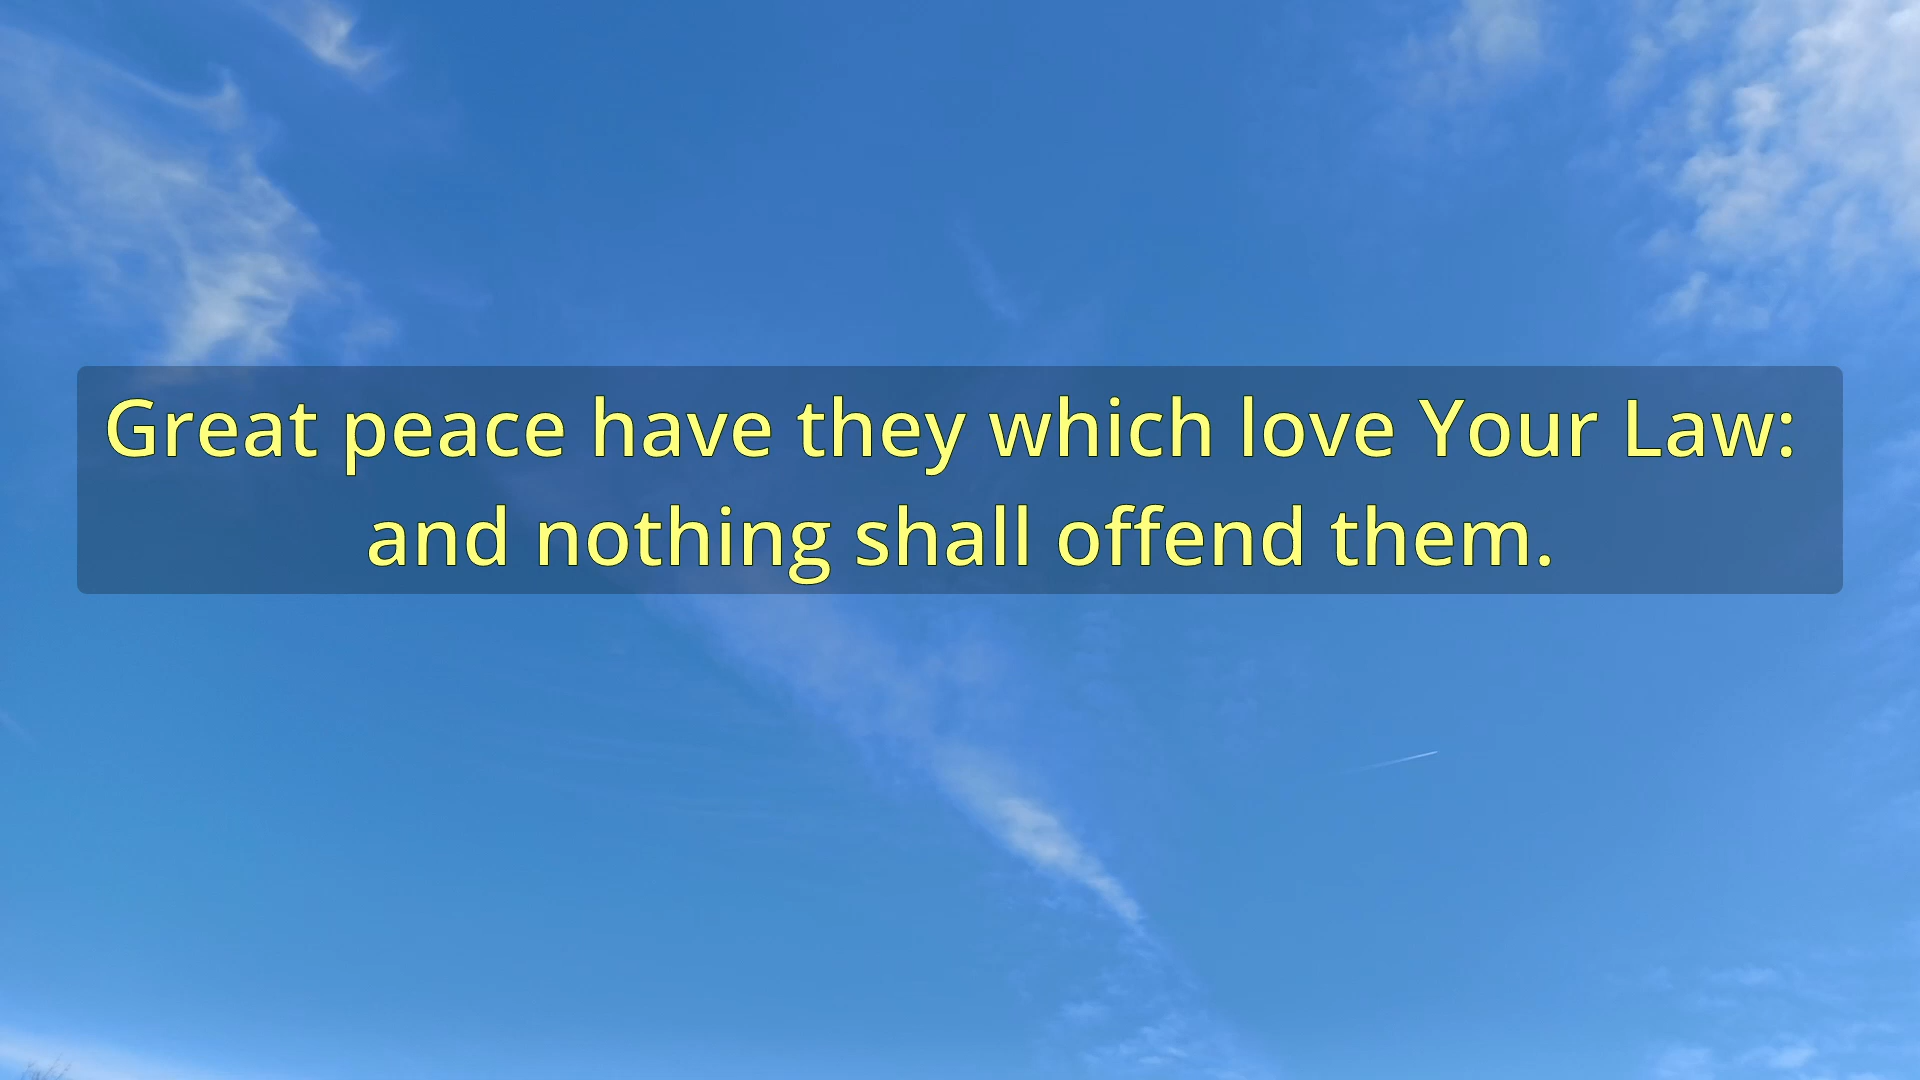 Great peace have they which love Your Law:
and nothing shall offend them.